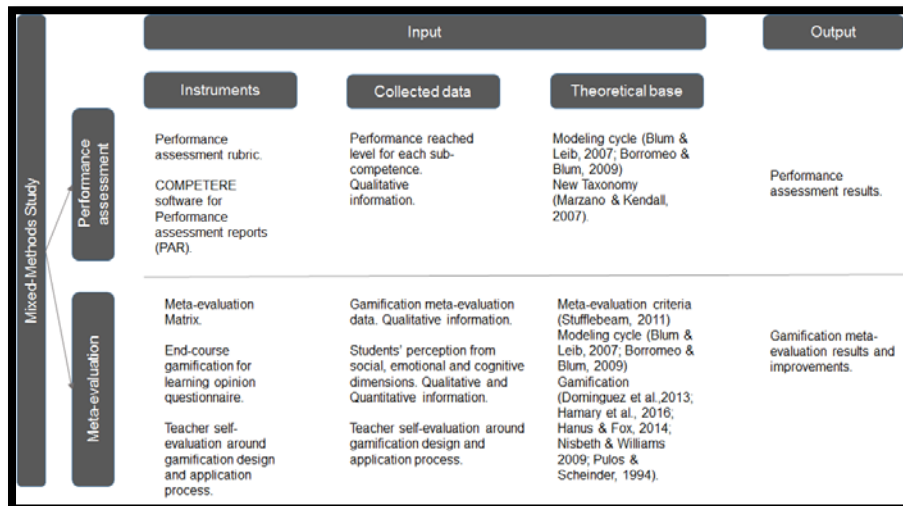 Input
Output
Instruments
Collected data
Theoretical base
Mixed-Methods Study
Performance
assessment
Performance
assessment rubric.
COMPETERE
software for
Performance
assessment reports
(PAR).
Performance reached
level for each sub-
competence.
Qualitative
information.
Modeling cycle (Blum &
Leib, 2007; Borromeo &
Blum, 2009)
New Taxonomy
(Marzano & Kendall,
2007).
Performance
assessment results.
Meta-evaluation
Meta-evaluation
Matrix.
End-course
gamification for
learning opinion
questionnaire.
Teacher self-
evaluation around
gamification design
and application
process.
Gamification meta-evaluation
data. Qualitative information.
Students' perception from
social, emotional and cognitive
dimensions. Qualitative and
Quantitative information.
Teacher self-evaluation around
gamification design and
application process.
Meta-evaluation criteria
(Stufflebeam, 2011)
Modeling cycle (Blum &
Leib, 2007; Borromeo &
Blum, 2009)
Gamification
(Dominguez et al.,2013;
Hamary et al., 2016;
Hanus & Fox, 2014;
Nisbeth & Williams
2009; Pulos &
Scheinder, 1994).
Gamification meta-
evaluation results and
improvements.